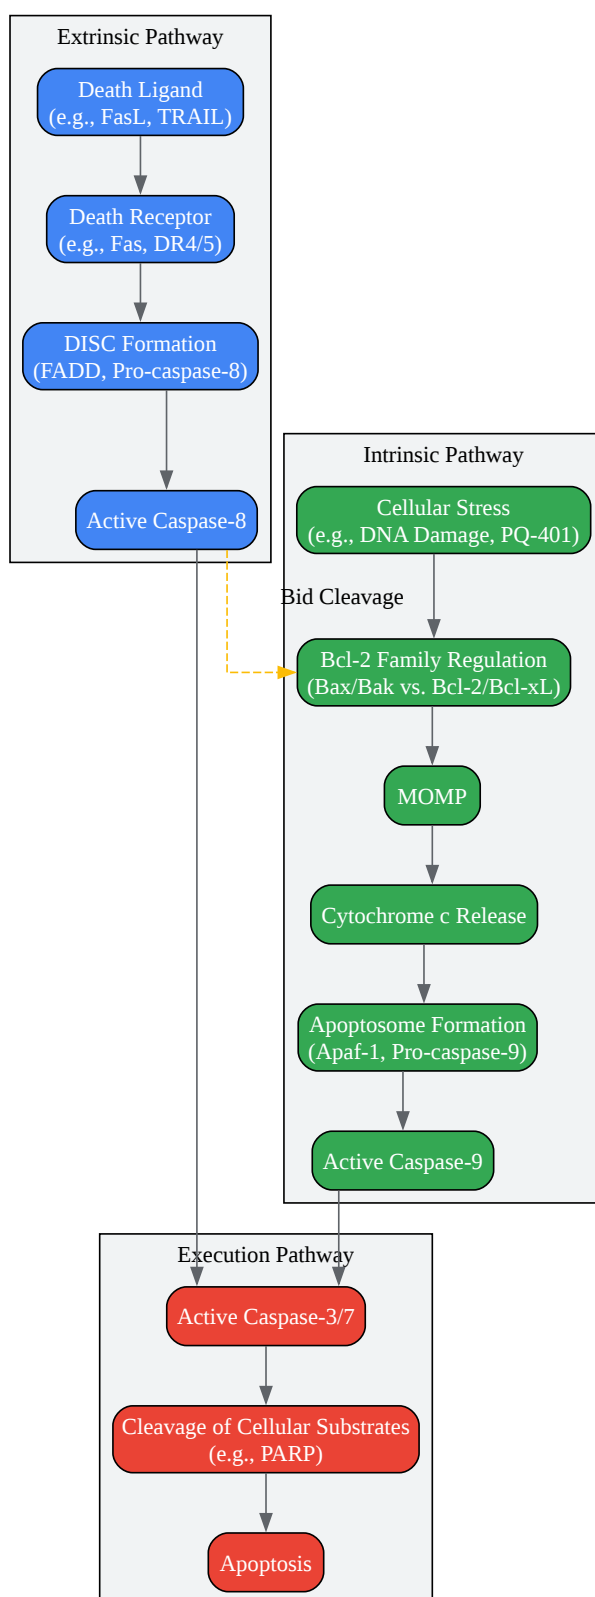 Extrinsic Pathway
Death Ligand
(e.g., FasL, TRAIL)
Death Receptor
(e.g., Fas, DR4/5)
DISC Formation
(FADD, Pro-caspase-8)
Active Caspase-8
Intrinsic Pathway
Cellular Stress
(e.g., DNA Damage, PQ-401)
Bid Cleavage
Bcl-2 Family Regulation
(Bax/Bak vs. Bcl-2/Bcl-xL)
MOMP
Cytochrome c Release
Apoptosome Formation
(Apaf-1, Pro-caspase-9)
Active Caspase-9
Execution Pathway
Active Caspase-3/7
Cleavage of Cellular Substrates
(e.g., PARP)
Apoptosis